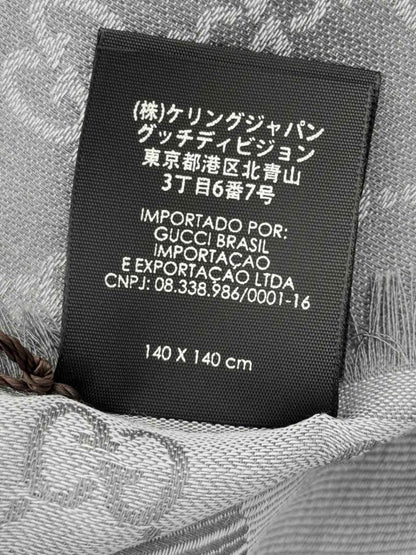 (株)ケリングジャパン
グッチディビジョン
東京都港区北青山
3丁目6番7号
IMPORTADO POR:
GUCCI BRASIL
IMPORTAÇAO
E EXPORTAÇAO LTDA
CNPJ: 08.338.986/0001-16
140 X 140 cm